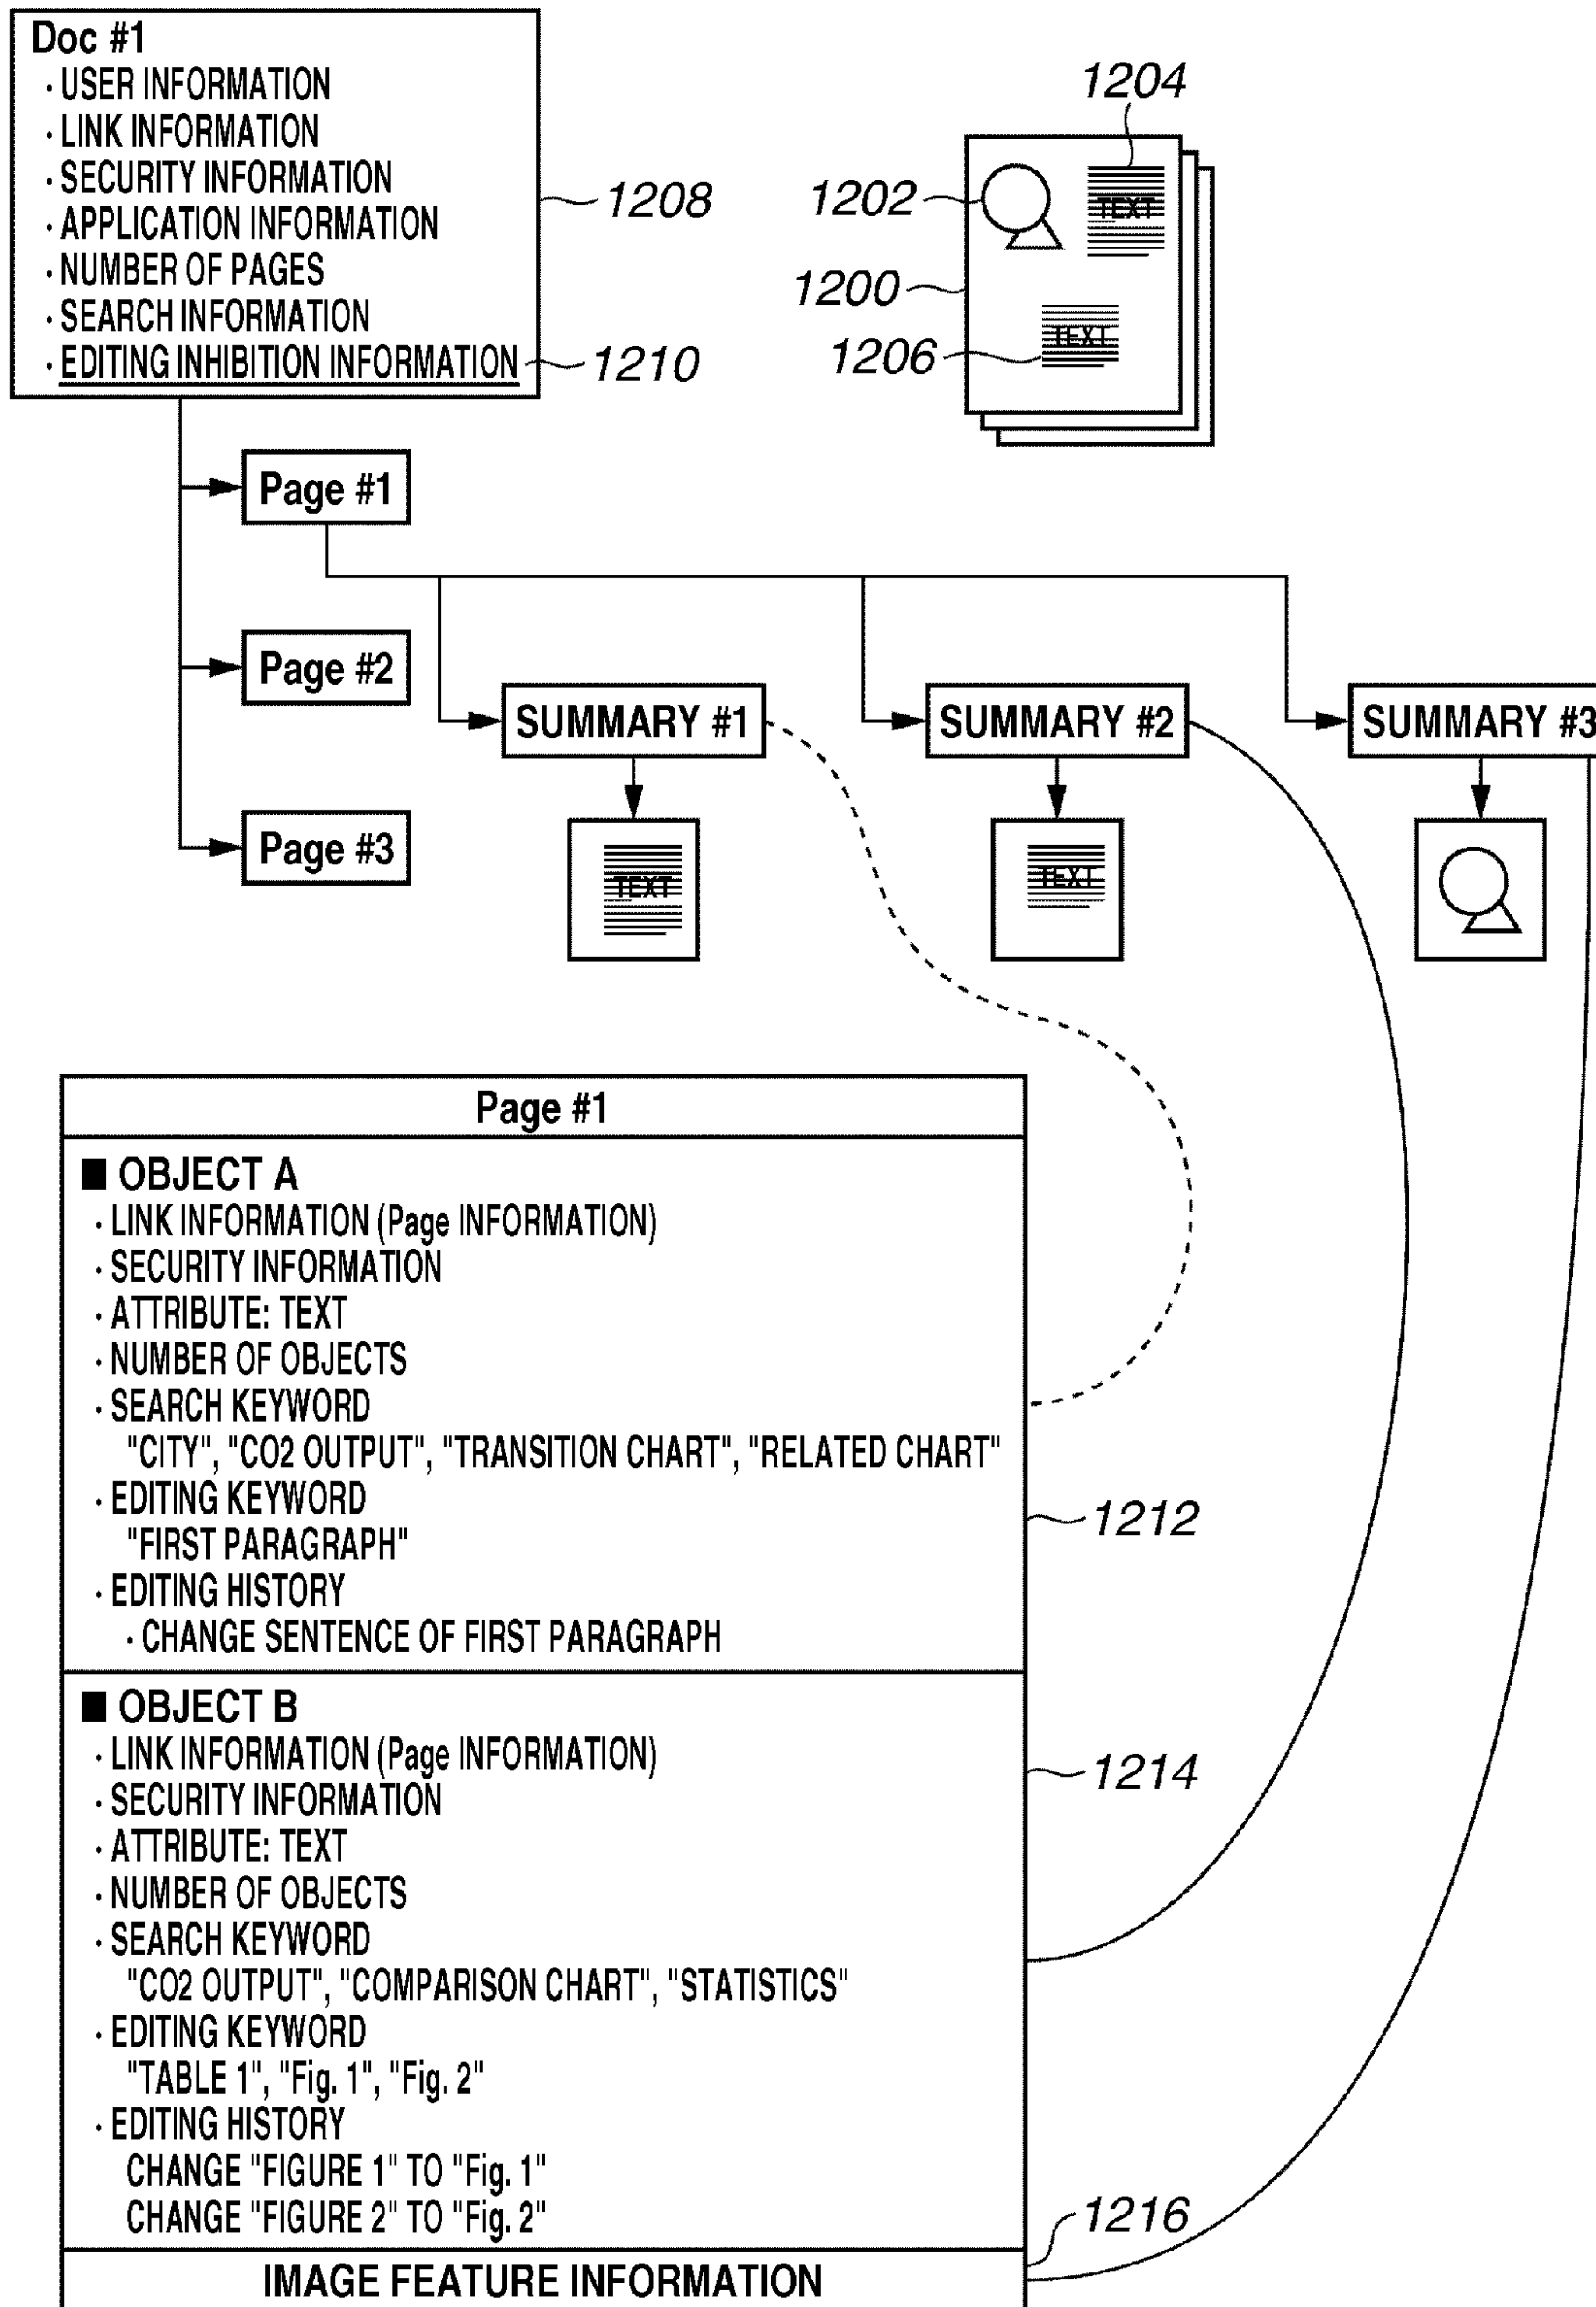 Doc #1
· USER INFORMATION
· LINK INFORMATION
· SECURITY INFORMATION
· APPLICATION INFORMATION
· NUMBER OF PAGES
· SEARCH INFORMATION
· EDITING INHIBITION INFORMATION
1208
1210
1204
1202
TEXT
1200
TEXT
1206
Page #1
Page #2
Page #3
SUMMARY #1
SUMMARY #2
SUMMARY #3
TEXT
TEXT
Page #1
■ OBJECT A
· LINK INFORMATION (Page INFORMATION)
· SECURITY INFORMATION
· ATTRIBUTE: TEXT
· NUMBER OF OBJECTS
· SEARCH KEYWORD
"CITY", "CO2 OUTPUT", "TRANSITION CHART", "RELATED CHART"
· EDITING KEYWORD
"FIRST PARAGRAPH"
· EDITING HISTORY
· CHANGE SENTENCE OF FIRST PARAGRAPH
1212
■ OBJECT B
· LINK INFORMATION (Page INFORMATION)
· SECURITY INFORMATION
· ATTRIBUTE: TEXT
· NUMBER OF OBJECTS
· SEARCH KEYWORD
"CO2 OUTPUT", "COMPARISON CHART", "STATISTICS"
· EDITING KEYWORD
"TABLE 1", "Fig. 1", "Fig. 2"
· EDITING HISTORY
CHANGE "FIGURE 1" TO "Fig. 1"
CHANGE "FIGURE 2" TO "Fig. 2"
1214
1216
IMAGE FEATURE INFORMATION